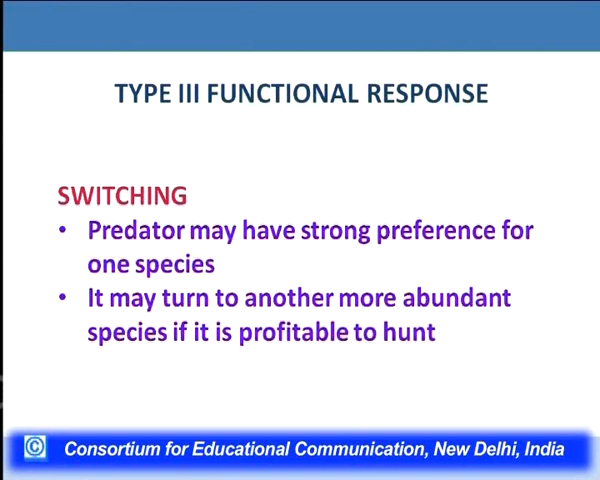 TYPE III FUNCTIONAL RESPONSE
SWITCHING
• Predator may have strong preference for
one species
• It may turn to another more abundant
species if it is profitable to hunt
© Consortium for Educational Communication, New Delhi, India